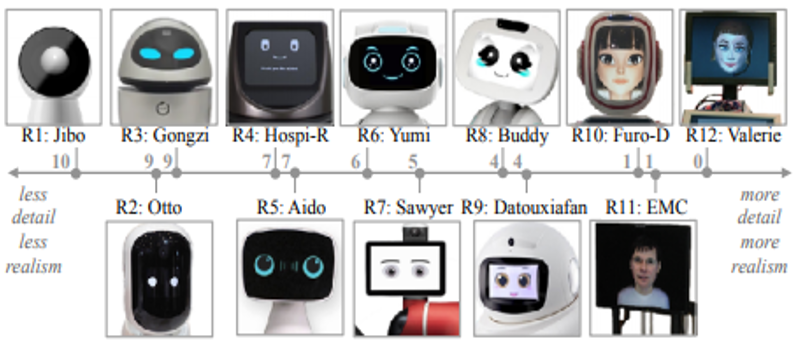 R1: Jibo
R3: Gongzi
R4: Hospi-R
R6: Yumi
R8: Buddy
R10: Furo-D
R12: Valerie
10
9
9
7
7
6
5
4
4
1
1
0
less
detail
less
realism
more
detail
more
realism
R2: Otto
R5: Aido
R7: Sawyer
R9: Datouxiafan
R11: EMC